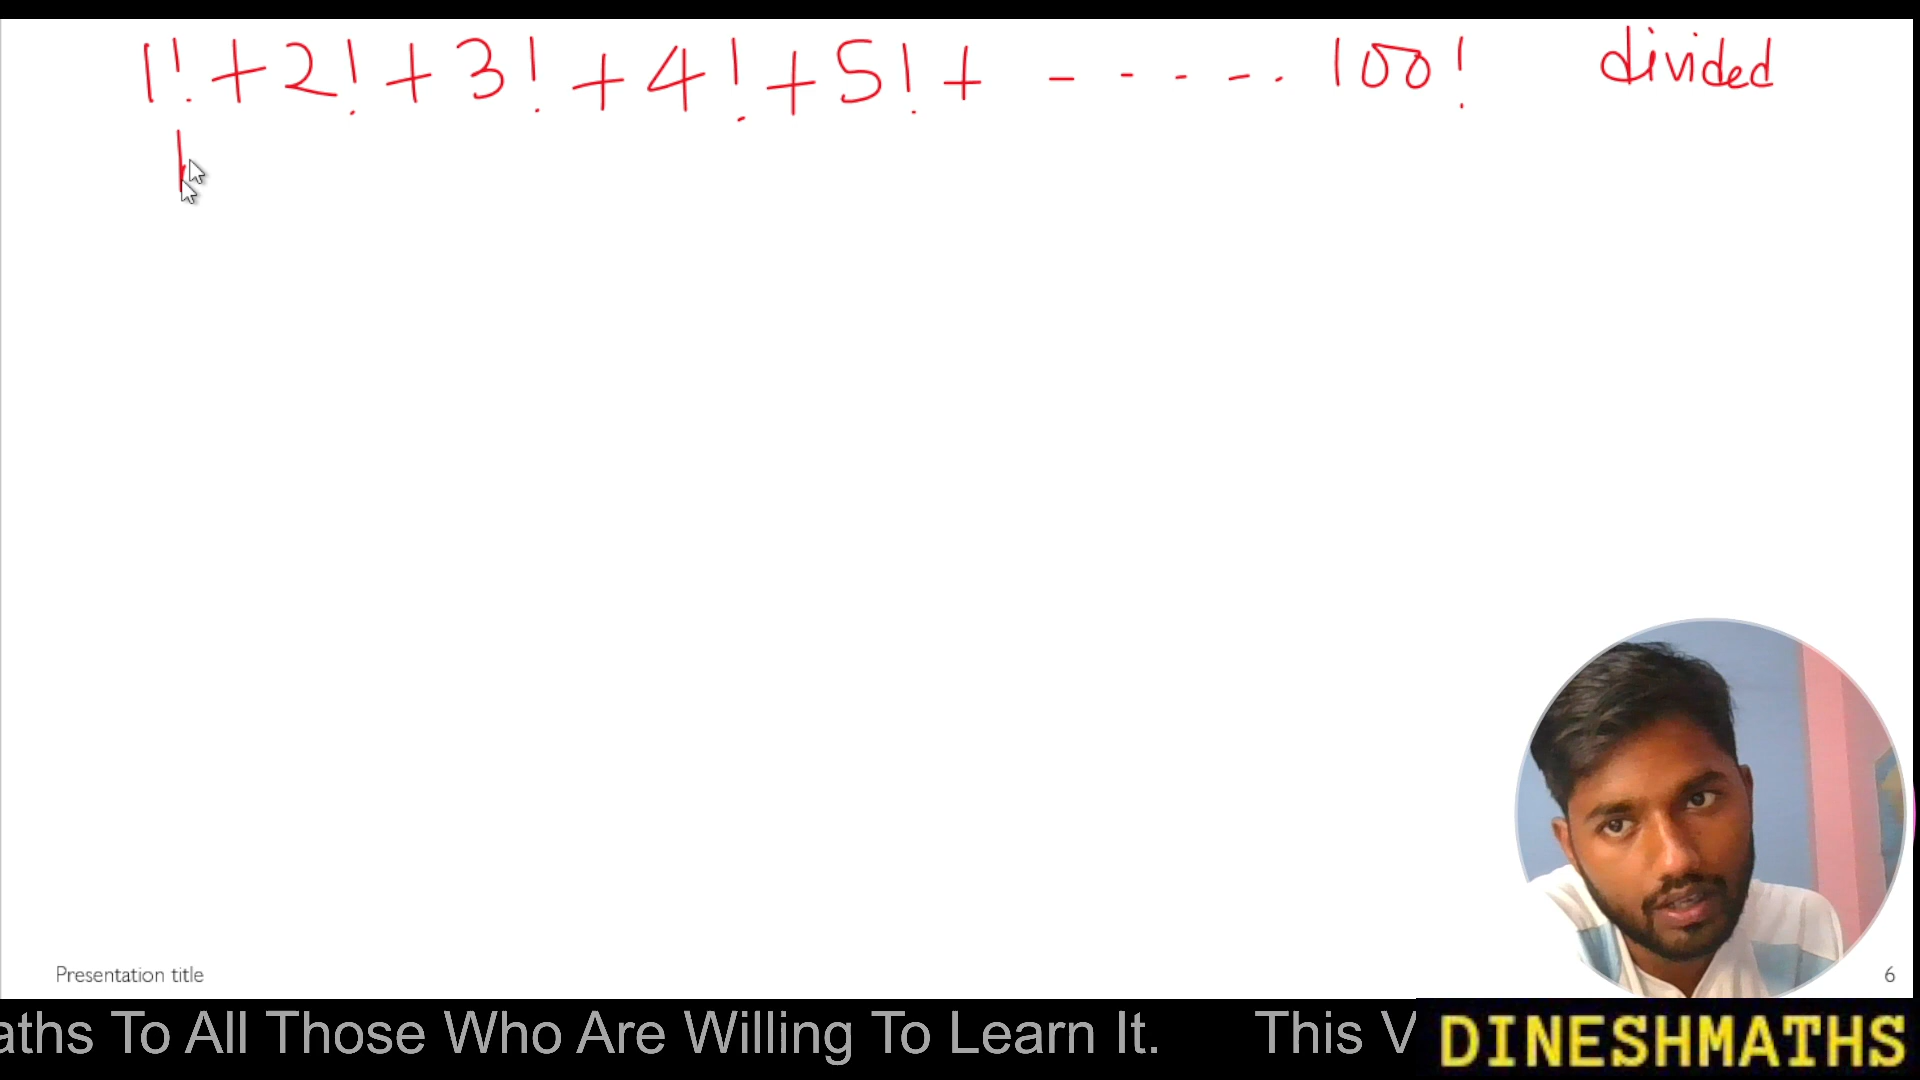 1! + 2! + 3! + 4! + 5! + - - - - - . 100! divided
Presentation title
6
aths To All Those Who Are Willing To Learn It. This V
DINESHMATHS